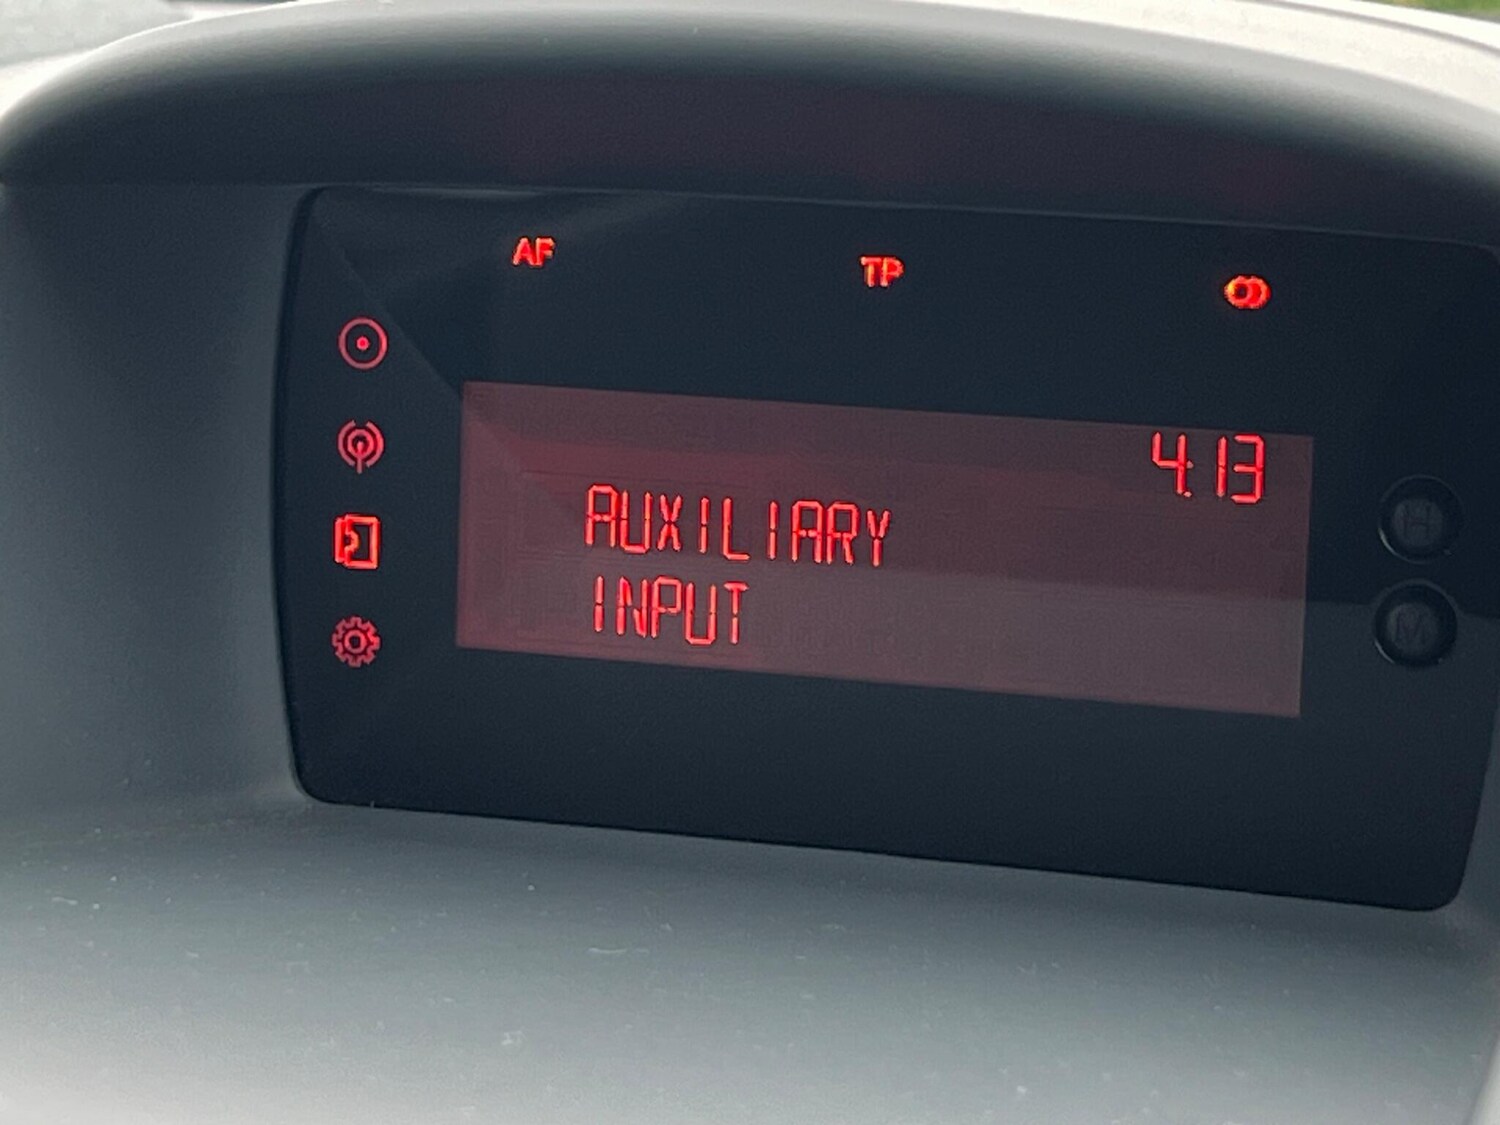 AF TP
4:13
AUXILIARY
INPUT
H
M